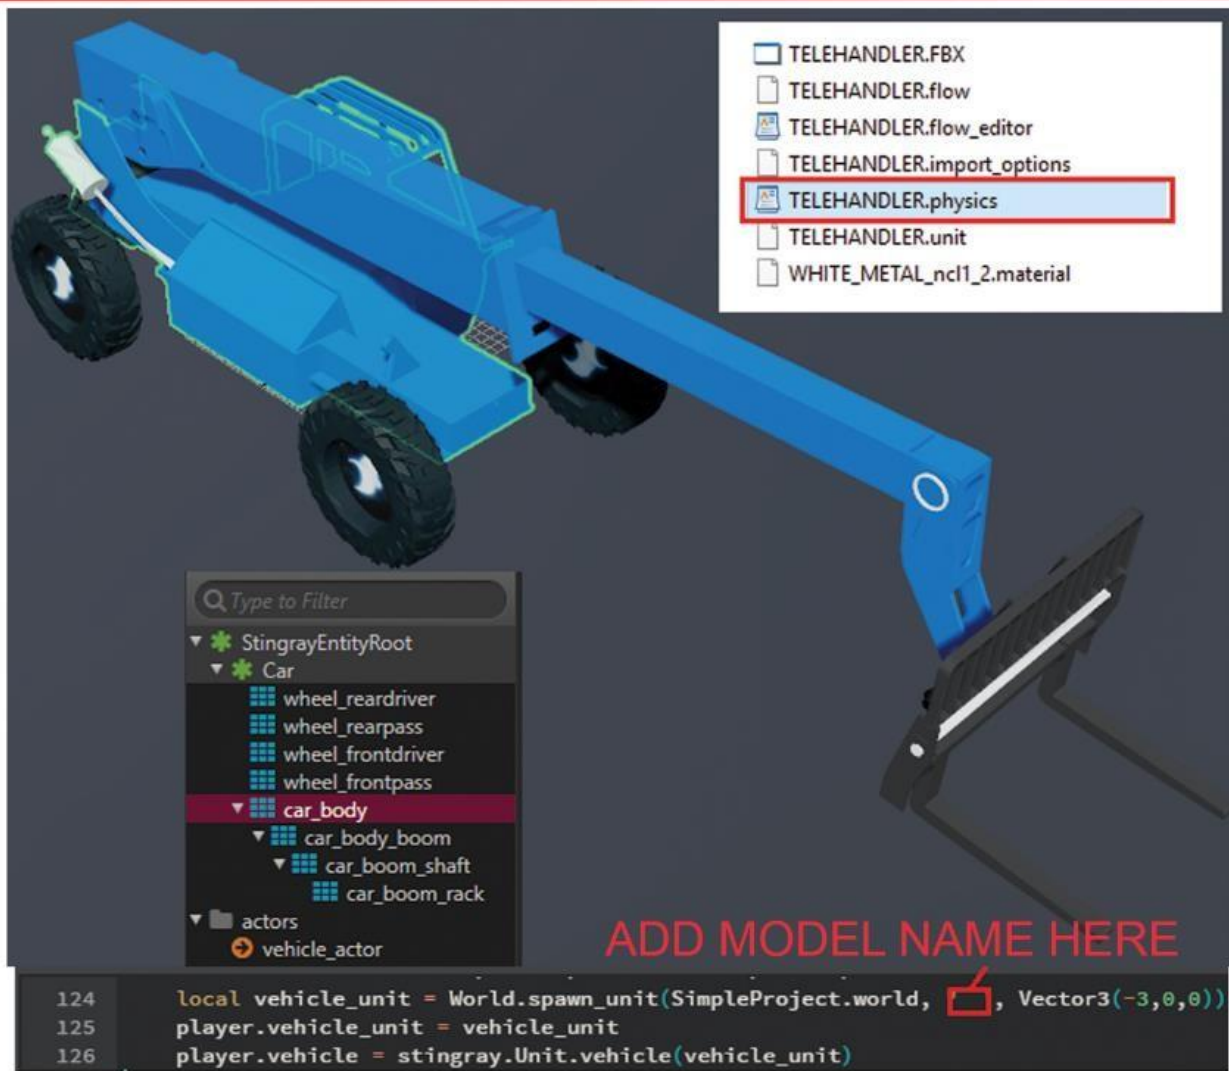 TELEHANDLER.FBX
TELEHANDLER.flow
TELEHANDLER.flow_editor
TELEHANDLER.import_options
TELEHANDLER.physics
TELEHANDLER.unit
WHITE_METAL_ncl1_2.material
Type to Filter
StingrayEntityRoot
Car
wheel_reardriver
wheel_rearpass
wheel_frontdriver
wheel_frontpass
car_body
car_body_boom
car_boom_shaft
car_boom_rack
actors
vehicle_actor
ADD MODEL NAME HERE
124 local vehicle_unit = World.spawn_unit(SimpleProject.world, , Vector3(-3,0,0))
125 player.vehicle_unit = vehicle_unit
126 player.vehicle = stingray.Unit.vehicle(vehicle_unit)